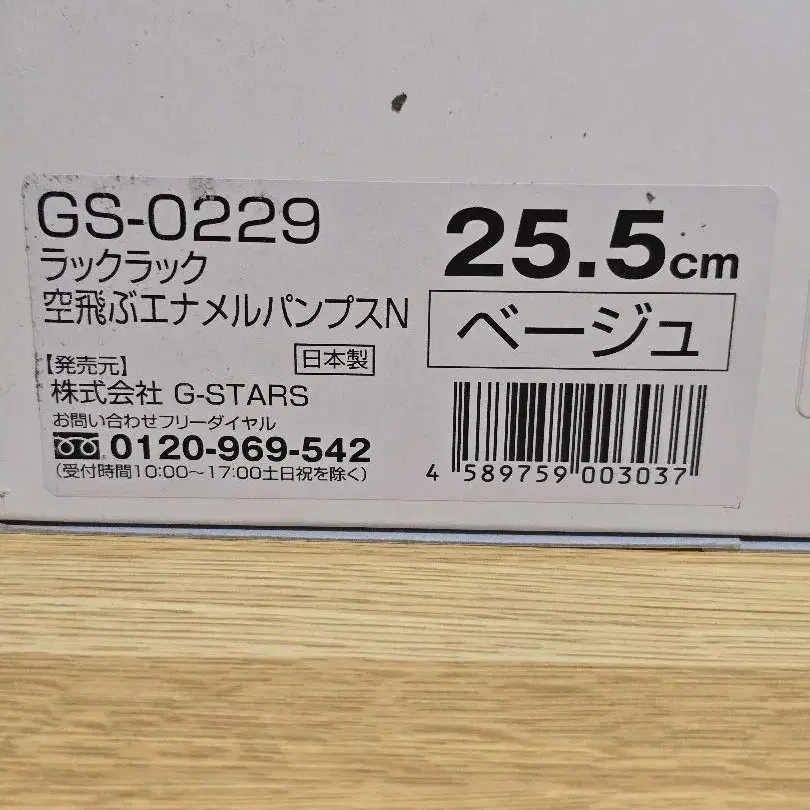 GS-0229
ラックラック
空飛ぶエナメルパンプスN
日本製
【発売元】
株式会社 G-STARS
お問い合わせフリーダイヤル
0120-969-542
(受付時間10:00〜17:00土日祝を除く)
25.5cm
ベージュ
4 589759 003037